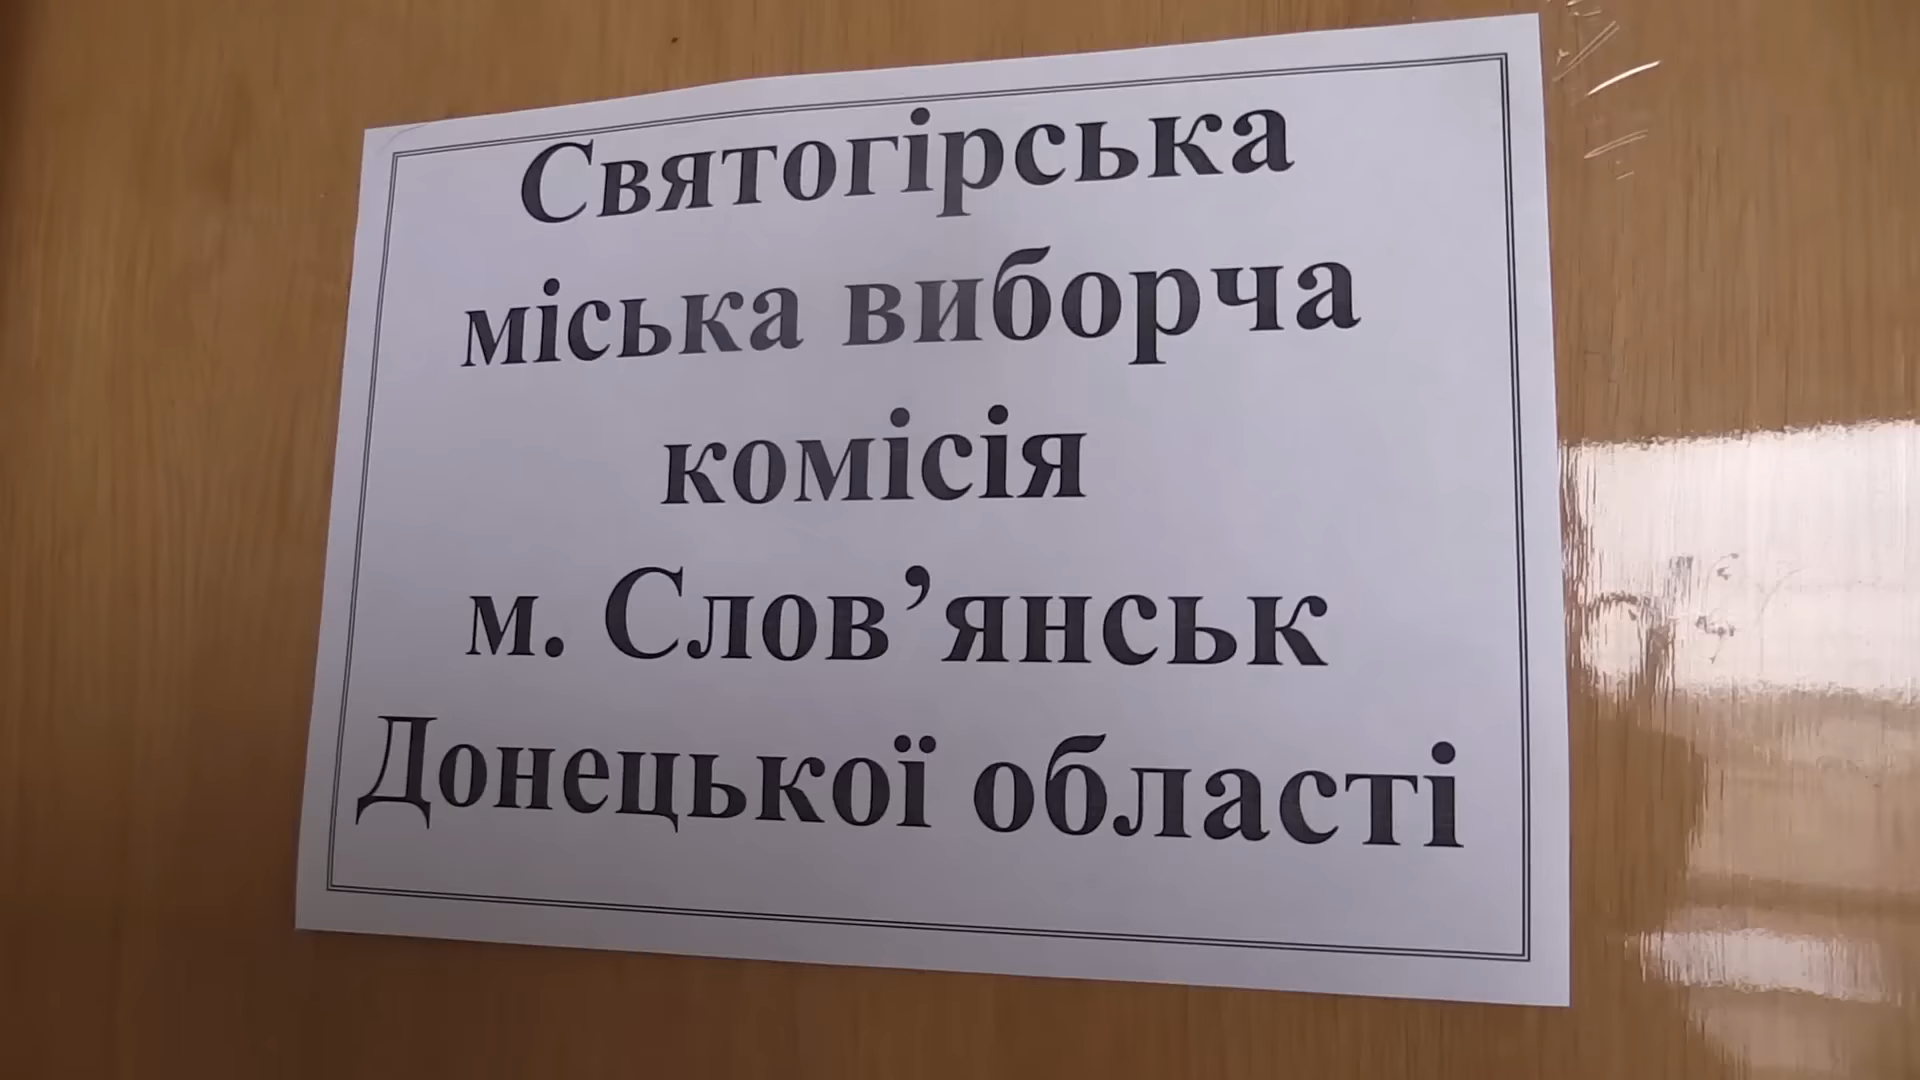 Святогірська
міська виборча
комісія
м. Слов’янськ
Донецької області